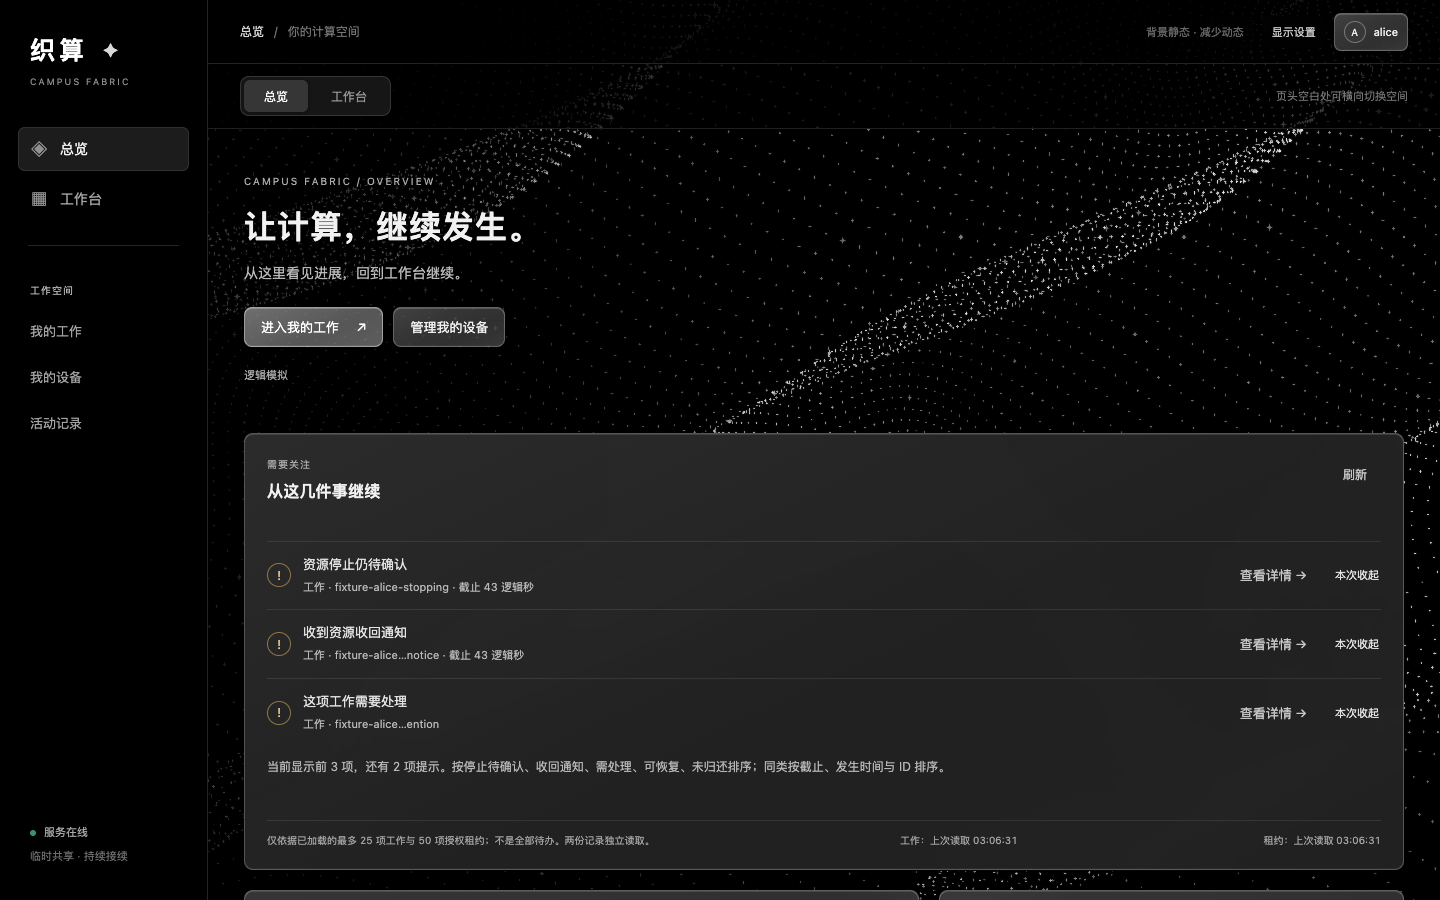 织算
CAMPUS FABRIC
总览
工作台
工作空间
我的工作
我的设备
活动记录
服务在线
临时共享 · 持续接续
总览 / 你的计算空间
背景静态 · 减少动态
显示设置
A alice
总览
工作台
页头空白处可横向切换空间
CAMPUS FABRIC / OVERVIEW
让计算，继续发生。
从这里看见进展，回到工作台继续。
进入我的工作 ↗
管理我的设备
逻辑模拟
需要关注
从这几件事继续
刷新
! 资源停止仍待确认
工作 · fixture-alice-stopping · 截止 43 逻辑秒
查看详情 →
本次收起
! 收到资源收回通知
工作 · fixture-alice...notice · 截止 43 逻辑秒
查看详情 →
本次收起
! 这项工作需要处理
工作 · fixture-alice...ention
查看详情 →
本次收起
当前显示前 3 项，还有 2 项提示。按停止待确认、收回通知、需处理、可恢复、未归还排序；同类按截止、发生时间与 ID 排序。
仅依据已加载的最多 25 项工作与 50 项授权租约；不是全部待办。两份记录独立读取。
工作：上次读取 03:06:31
租约：上次读取 03:06:31